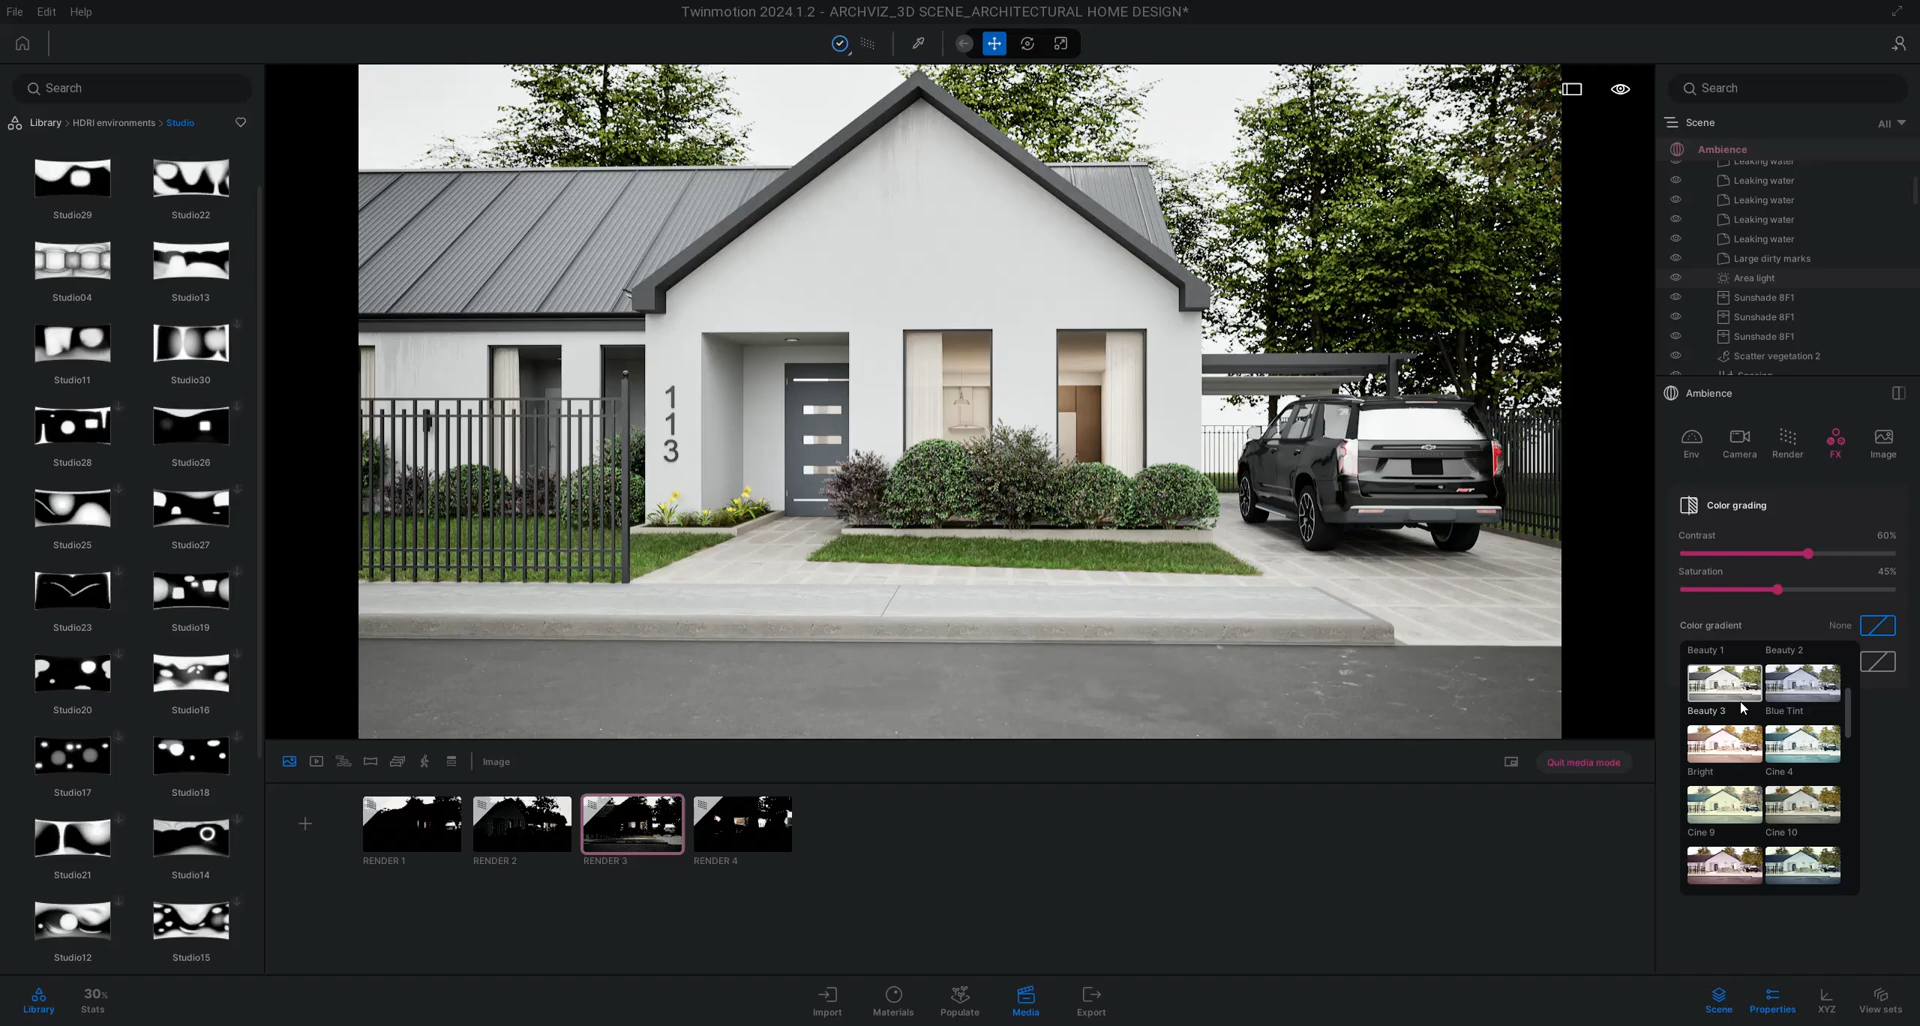 File Edit Help
Twinmotion 2024.1.2 - ARCHVIZ_3D SCENE_ARCHITECTURAL HOME DESIGN*
Search
Library > HDRI environments > Studio
Studio29 Studio22
Studio04 Studio13
Studio11 Studio30
Studio28 Studio26
Studio25 Studio27
Studio23 Studio19
Studio20 Studio16
Studio17 Studio18
Studio21 Studio14
Studio12 Studio15
1
1
3
Image
Quit media mode
RENDER 1 RENDER 2 RENDER 3 RENDER 4
Search
Scene All
Ambience
Leaking water
Leaking water
Leaking water
Leaking water
Leaking water
Large dirty marks
Area light
Sunshade 8F1
Sunshade 8F1
Sunshade 8F1
Scatter vegetation 2
Ambience
Env Camera Render FX Image
Color grading
Contrast 60%
Saturation 45%
Color gradient None
Beauty 1 Beauty 2
Beauty 3 Blue Tint
Bright Cine 4
Cine 9 Cine 10
Library
30%
Stats
Import Materials Populate Media Export
Scene Properties XYZ View sets